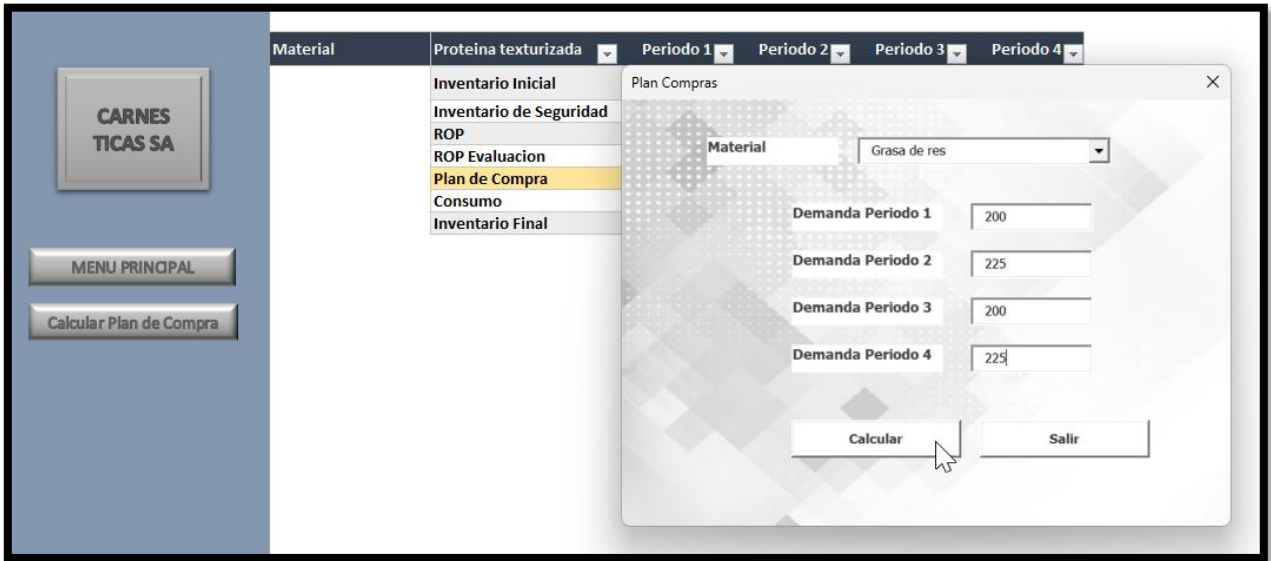 Material Proteina texturizada Periodo 1 Periodo 2 Periodo 3 Periodo 4
CARNES
TICAS SA
MENU PRINCIPAL
Calcular Plan de Compra
Inventario Inicial
Inventario de Seguridad
ROP
ROP Evaluacion
Plan de Compra
Consumo
Inventario Final
Plan Compras
Material Grasa de res
Demanda Periodo 1 200
Demanda Periodo 2 225
Demanda Periodo 3 200
Demanda Periodo 4 225
Calcular Salir